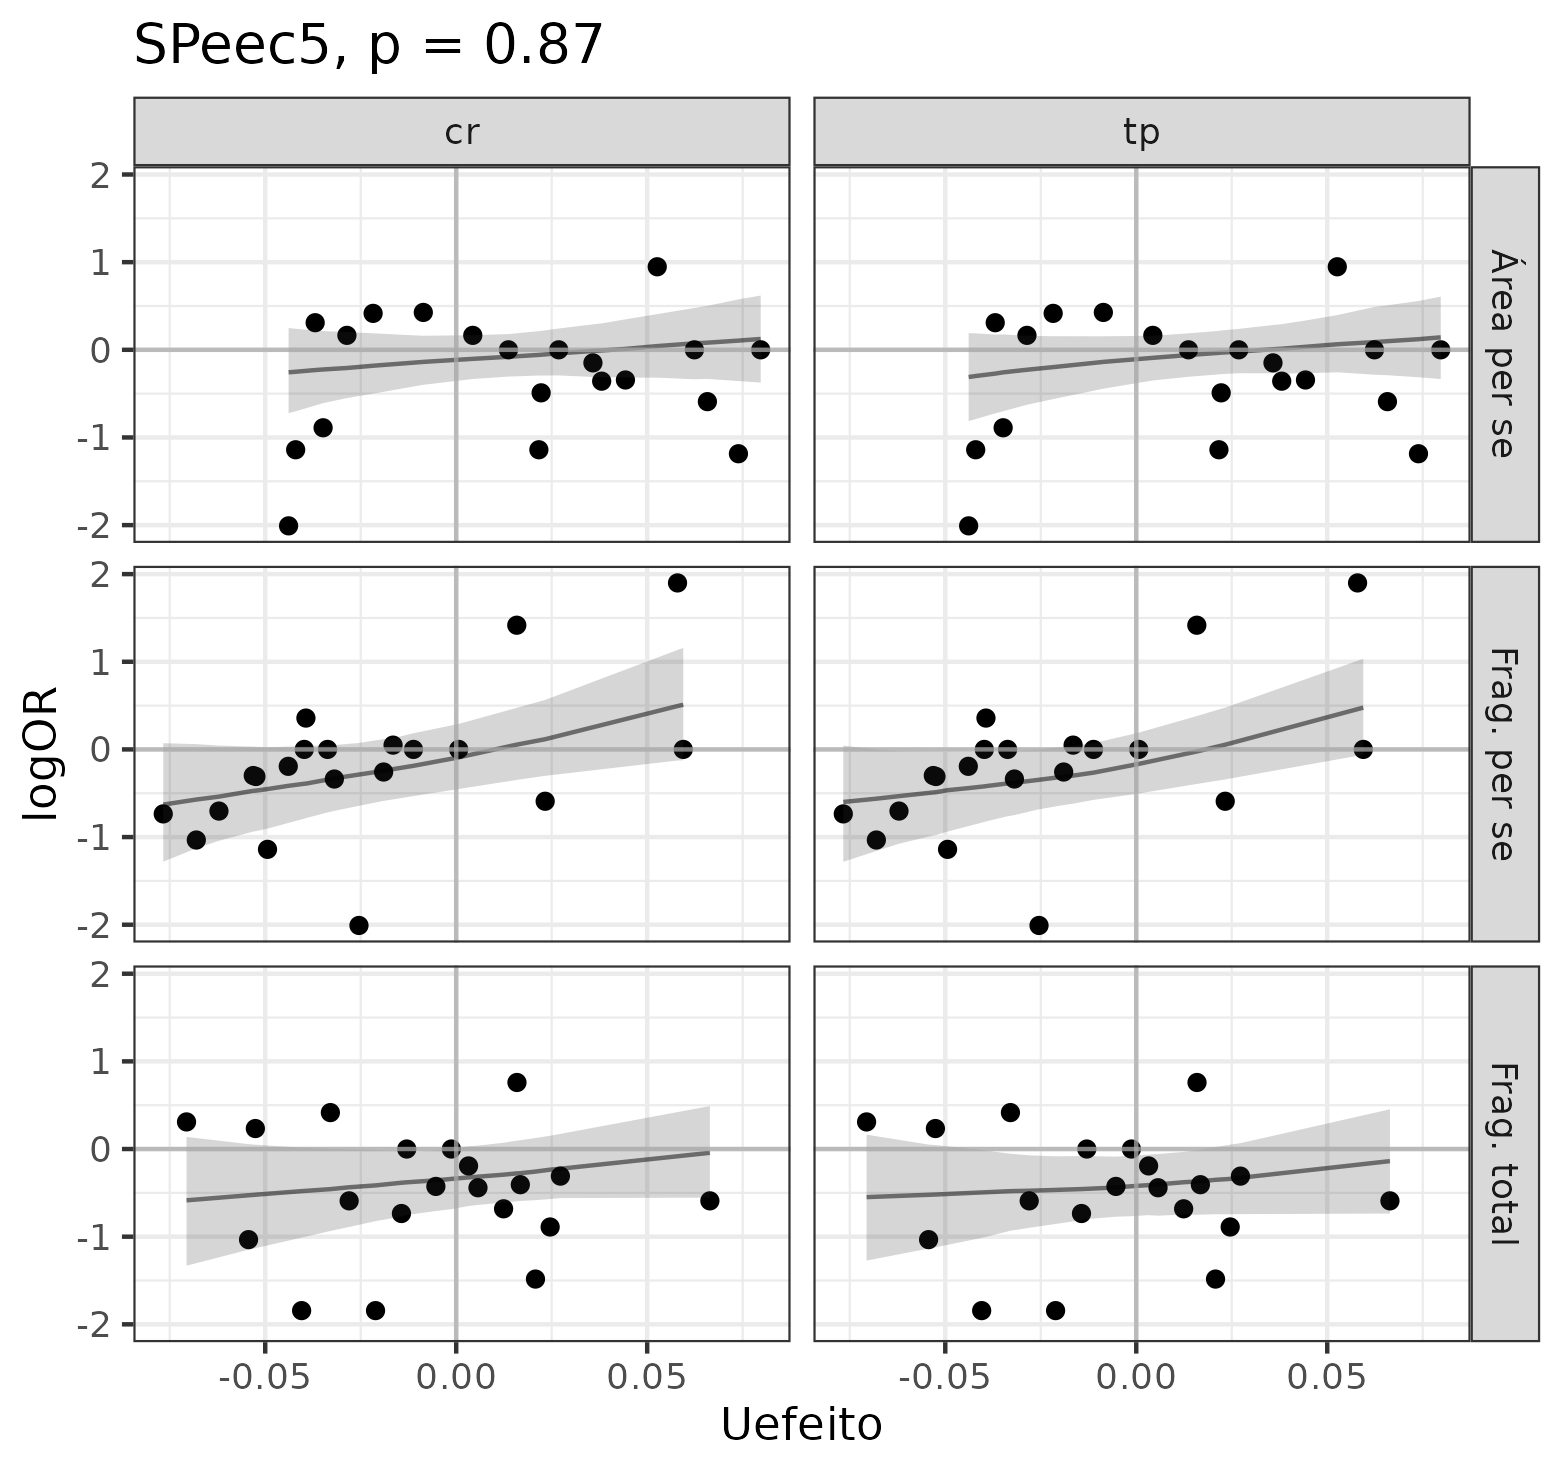 SPeec5, p = 0.87
cr
tp
2
1
0
-1
-2
Área per se
2
1
0
-1
-2
Frag. per se
2
1
0
-1
-2
Frag. total
logOR
-0.05 0.00 0.05
-0.05 0.00 0.05
Uefeito